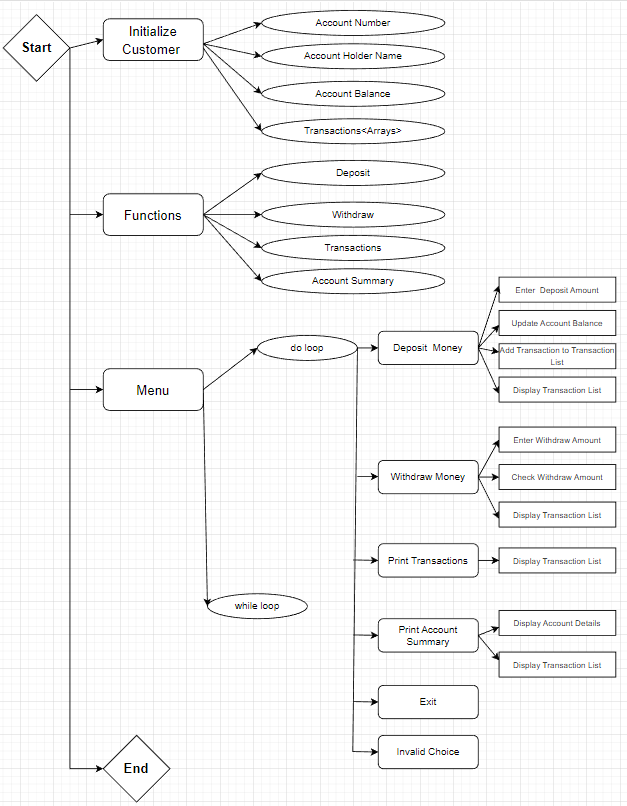 Start
Initialize
Customer
Account Number
Account Holder Name
Account Balance
Transactions<Arrays>
Functions
Deposit
Withdraw
Transactions
Account Summary
Menu
do loop
Deposit Money
Enter Deposit Amount
Update Account Balance
Add Transaction to Transaction
List
Display Transaction List
Withdraw Money
Enter Withdraw Amount
Check Withdraw Amount
Display Transaction List
Print Transactions
Display Transaction List
while loop
Print Account
Summary
Display Account Details
Display Transaction List
Exit
Invalid Choice
End